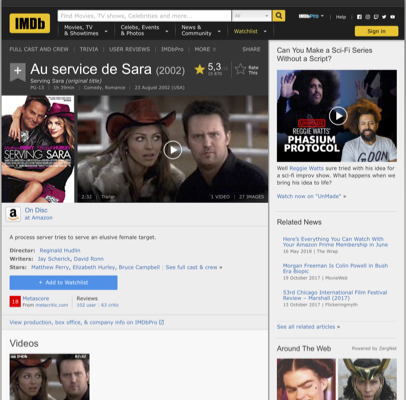 IMDb
Find Movies, TV shows, Celebrities and more...
All
IMDbPro
Help
Movies, TV
& Showtimes
Celebs, Events
& Photos
News &
Community
Watchlist
Sign in
FULL CAST AND CREW | TRIVIA | USER REVIEWS | IMDbPro | MORE
SHARE
Au service de Sara (2002)
Serving Sara (original title)
PG-13 | 1h 39min | Comedy, Romance | 23 August 2002 (USA)
5,3
Rate
This
SERVING SARA
2:32 | Trailer
1 VIDEO | 27 IMAGES
On Disc
at Amazon
A process server tries to serve an elusive female target.
Director: Reginald Hudlin
Writers: Jay Scherick, David Ronn
Stars: Matthew Perry, Elizabeth Hurley, Bruce Campbell | See full cast & crew »
+ Add to Watchlist
18
Metascore
From metacritic.com
Reviews
102 user | 63 critic
View production, box office, & company info on IMDbPro
Videos
02:32
Can You Make a Sci-Fi Series
Without a Script?
REGGIE WATTS'
PHASIUM
PROTOCOL
Well Reggie Watts sure tried with his idea for
a sci-fi improv show. What happens when we
bring his idea to life?
Watch now on "UnMade" »
Related News
Here's Everything You Can Watch With
Your Amazon Prime Membership in June
16 May 2018 | The Wrap
Morgan Freeman Is Colin Powell in Bush
Era Biopic
19 October 2017 | MovieWeb
53rd Chicago International Film Festival
Review – Marshall (2017)
13 October 2017 | Flickeringmyth
See all related articles »
Around The Web
Powered by ZergNet